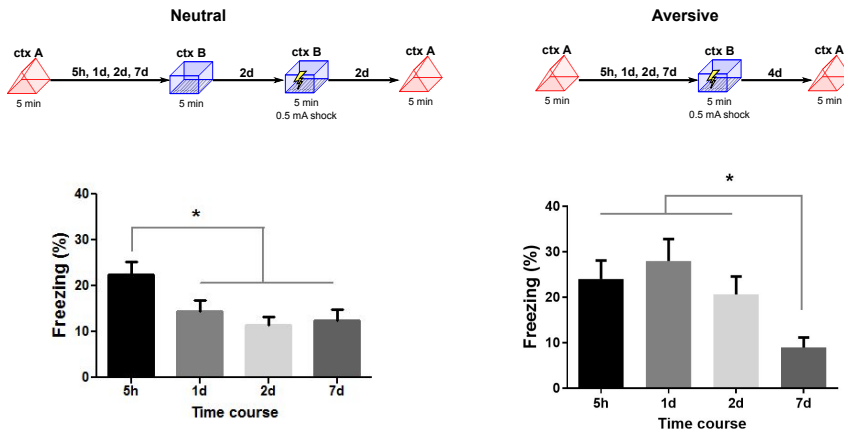 Neutral
ctx A
5h, 1d, 2d, 7d
ctx B
2d
ctx B
2d
ctx A
5 min
5 min
5 min
0.5 mA shock
5 min
Aversive
ctx A
5h, 1d, 2d, 7d
ctx B
4d
ctx A
5 min
5 min
0.5 mA shock
5 min
Freezing (%)
40
30
20
10
0
*
5h
1d
2d
7d
Time course
Freezing (%)
40
30
20
10
0
*
5h
1d
2d
7d
Time course